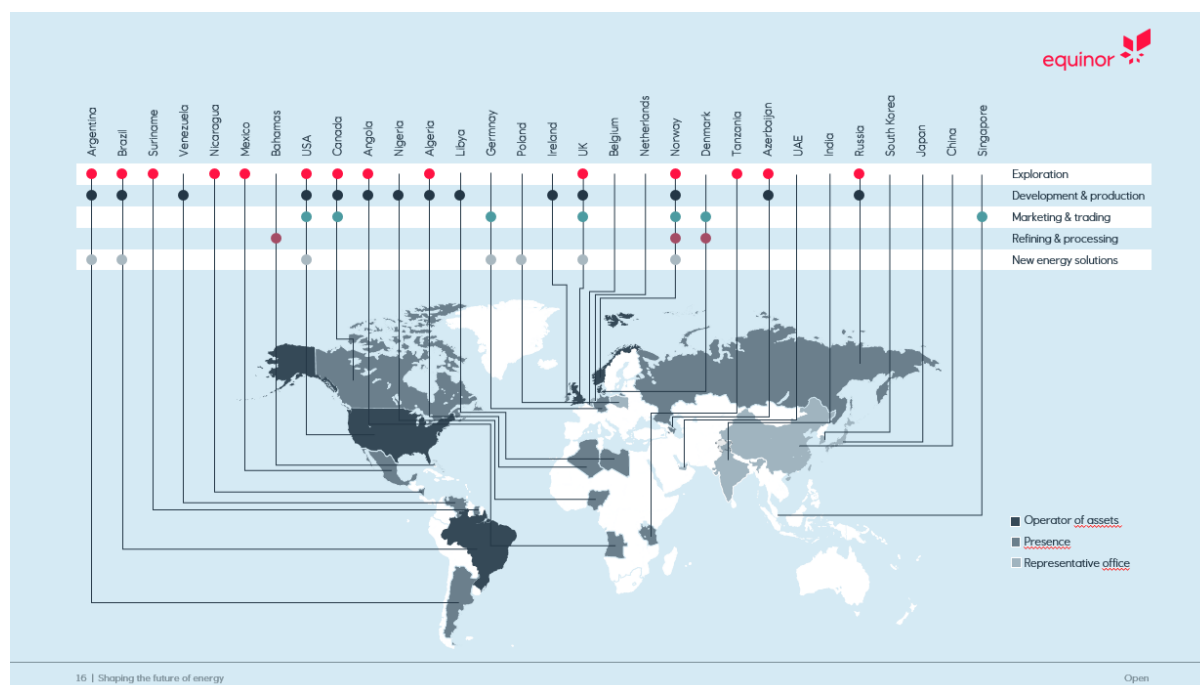 equinor
Argentina
Brazil
Suriname
Venezuela
Nicaragua
Mexico
Bahamas
USA
Canada
Angola
Nigeria
Algeria
Libya
Germnay
Poland
Ireland
UK
Belgium
Netherlands
Norway
Denmark
Tanzania
Azerbaijan
UAE
India
Russia
South Korea
Japan
China
Singapore
Exploration
Development & production
Marketing & trading
Refining & processing
New energy solutions
Operator of assets
Presence
Representative office
16 | Shaping the future of energy
Open